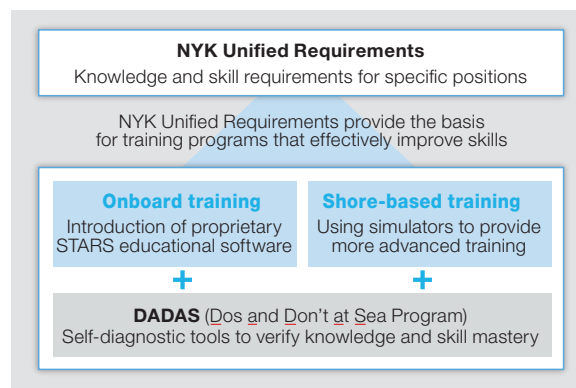 NYK Unified Requirements
Knowledge and skill requirements for specific positions
NYK Unified Requirements provide the basis
for training programs that effectively improve skills
Onboard training
Introduction of proprietary
STARS educational software
Shore-based training
Using simulators to provide
more advanced training
+
+
DADAS (Dos and Don't at Sea Program)
Self-diagnostic tools to verify knowledge and skill mastery